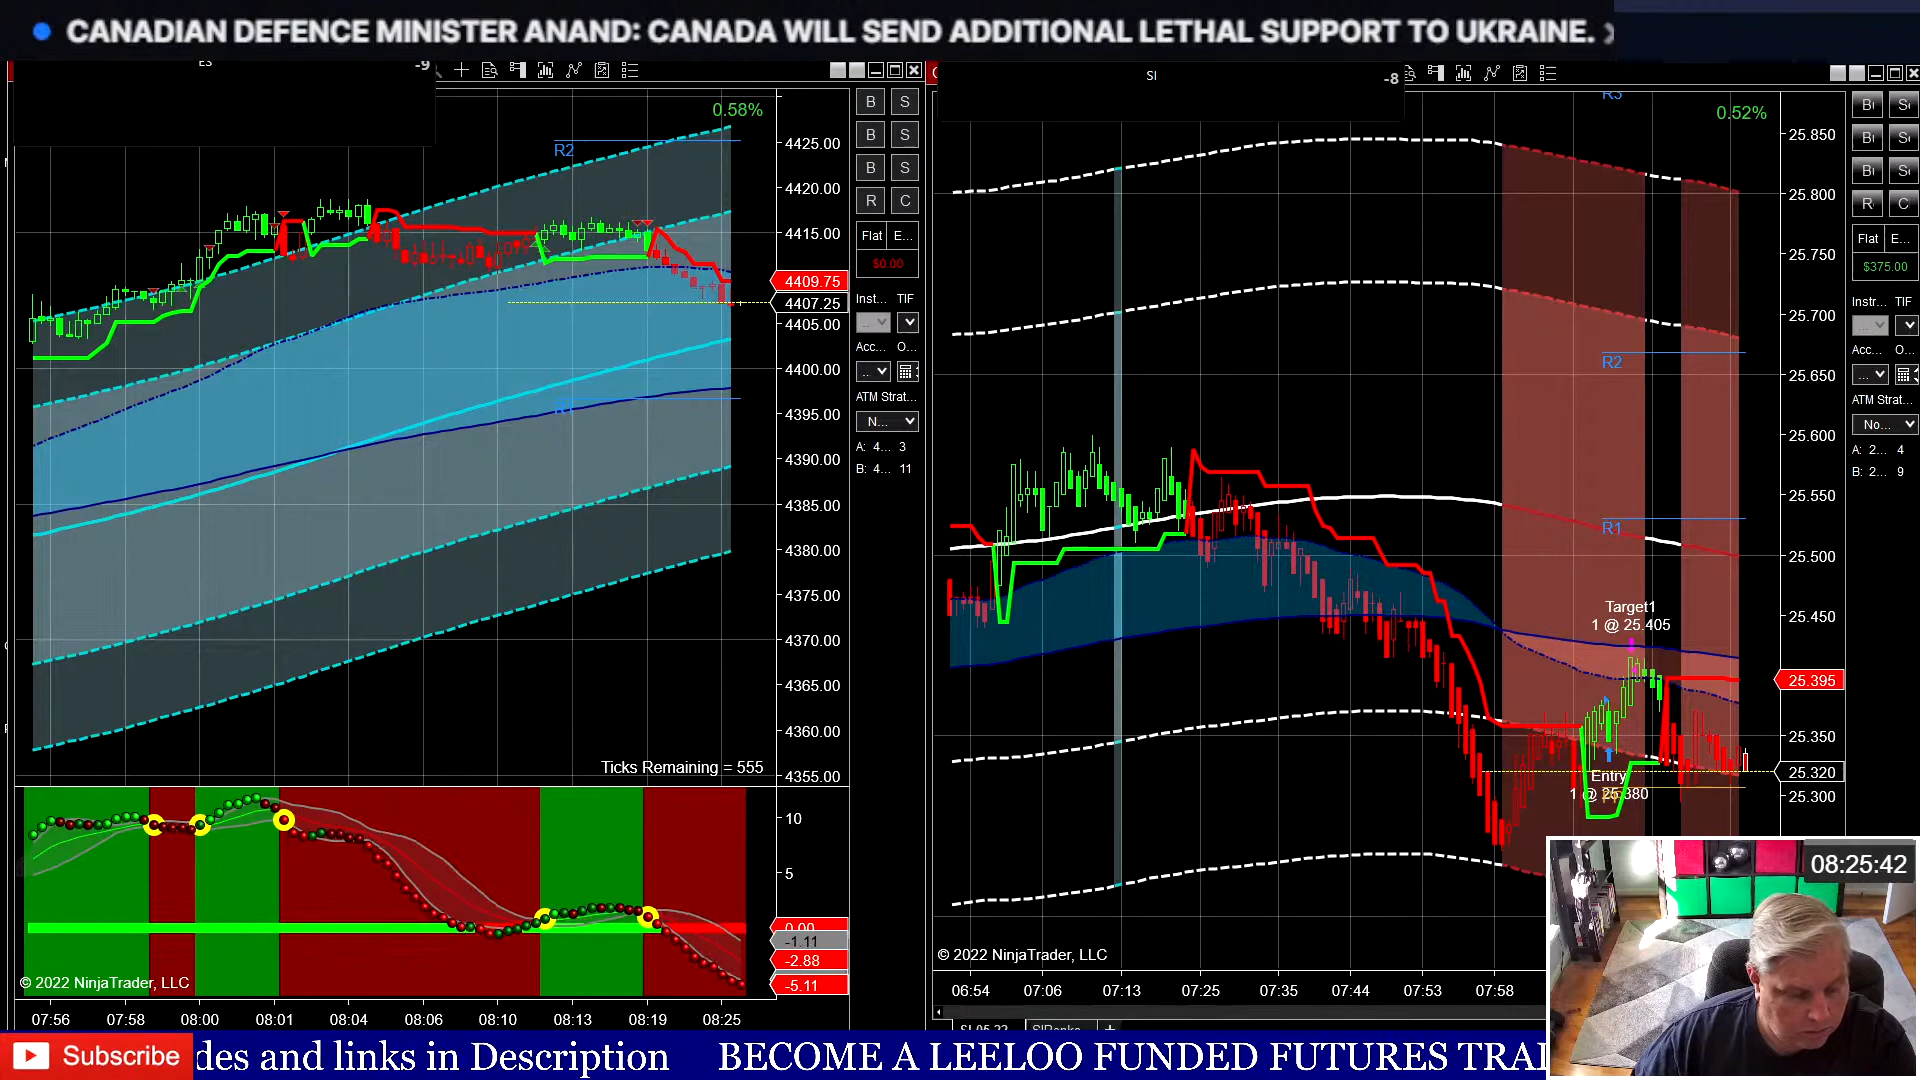 CANADIAN DEFENCE MINISTER ANAND: CANADA WILL SEND ADDITIONAL LETHAL SUPPORT TO UKRAINE.
ES
-9
0.58%
R2
4425.00
4420.00
4415.00
4409.75
4407.25
4405.00
4400.00
4395.00
4390.00
4385.00
4380.00
4375.00
4370.00
4365.00
4360.00
4355.00
Ticks Remaining = 555
10
5
0.00
-1.11
-2.88
-5.11
© 2022 NinjaTrader, LLC
07:56 07:58 08:00 08:01 08:04 08:06 08:10 08:13 08:19 08:25
B S
B S
B S
R C
Flat E...
$0.00
Inst... TIF
Acc... O...
... 
ATM Strat...
N...
A: 4... 3
B: 4... 11
SI
-8
R3
0.52%
25.850
25.800
25.750
25.700
25.650
25.600
25.550
25.500
25.450
25.395
25.350
25.320
25.300
R2
R1
Target1
1 @ 25.405
Entry
1 @ 25.380
© 2022 NinjaTrader, LLC
06:54 07:06 07:13 07:25 07:35 07:44 07:53 07:58
SI 05-22
R C
Flat E...
$375.00
Instr... TIF
Acc... O...
ATM Strat...
No...
A: 2... 4
B: 2... 9
08:25:42
Subscribe
des and links in Description BECOME A LEELOO FUNDED FUTURES TRA